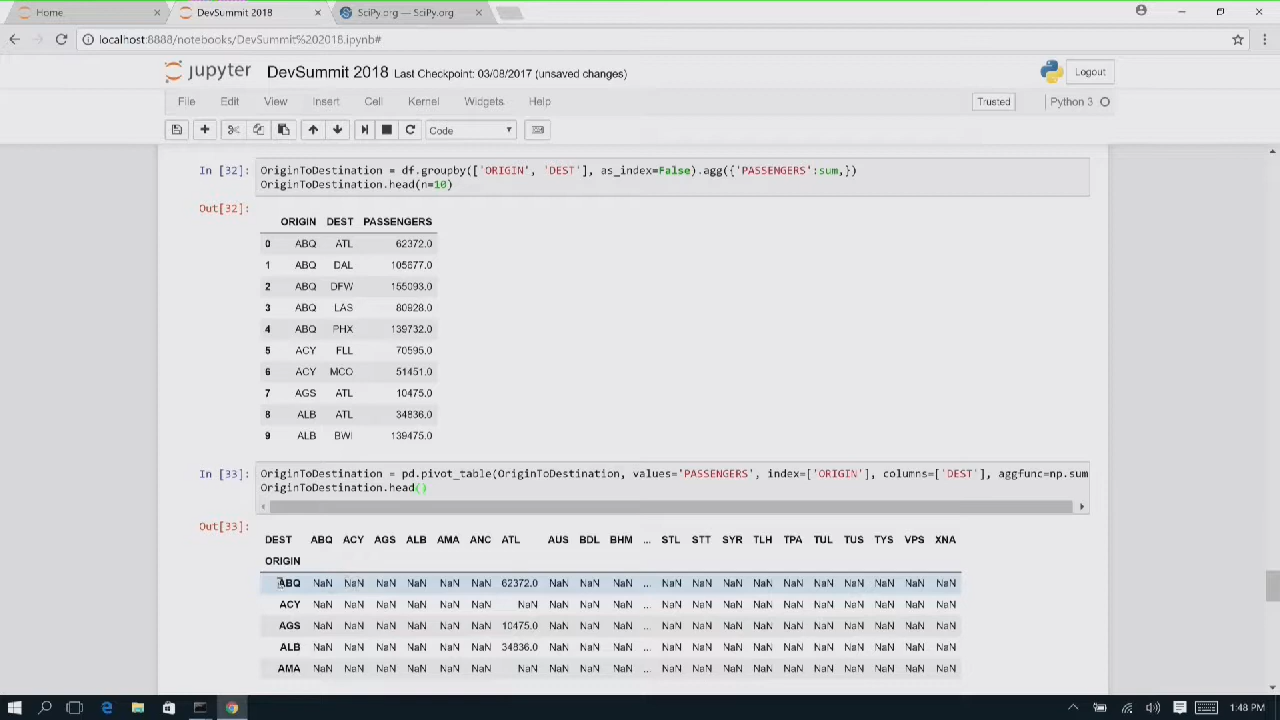 Home
DevSummit 2018
SciPy.org — SciPy.org
localhost:8888/notebooks/DevSummit%202018.ipynb#
jupyter DevSummit 2018 Last Checkpoint: 03/08/2017 (unsaved changes)
Logout
File Edit View Insert Cell Kernel Widgets Help
Trusted
Python 3
Code
In [32]: OriginToDestination = df.groupby(['ORIGIN', 'DEST'], as_index=False).agg({'PASSENGERS':sum,})
OriginToDestination.head(n=10)
Out[32]:
ORIGIN DEST PASSENGERS
0 ABQ ATL 62372.0
1 ABQ DAL 105677.0
2 ABQ DFW 155093.0
3 ABQ LAS 80928.0
4 ABQ PHX 139732.0
5 ACY FLL 70595.0
6 ACY MCO 51451.0
7 AGS ATL 10475.0
8 ALB ATL 34836.0
9 ALB BWI 139475.0
In [33]: OriginToDestination = pd.pivot_table(OriginToDestination, values='PASSENGERS', index=['ORIGIN'], columns=['DEST'], aggfunc=np.sum
OriginToDestination.head()
Out[33]:
DEST ABQ ACY AGS ALB AMA ANC ATL AUS BDL BHM ... STL STT SYR TLH TPA TUL TUS TYS VPS XNA
ORIGIN
ABQ NaN NaN NaN NaN NaN NaN 62372.0 NaN NaN NaN ... NaN NaN NaN NaN NaN NaN NaN NaN NaN NaN
ACY NaN NaN NaN NaN NaN NaN NaN NaN NaN NaN ... NaN NaN NaN NaN NaN NaN NaN NaN NaN NaN
AGS NaN NaN NaN NaN NaN NaN 10475.0 NaN NaN NaN ... NaN NaN NaN NaN NaN NaN NaN NaN NaN NaN
ALB NaN NaN NaN NaN NaN NaN 34836.0 NaN NaN NaN ... NaN NaN NaN NaN NaN NaN NaN NaN NaN NaN
AMA NaN NaN NaN NaN NaN NaN NaN NaN NaN NaN ... NaN NaN NaN NaN NaN NaN NaN NaN NaN NaN
1:48 PM